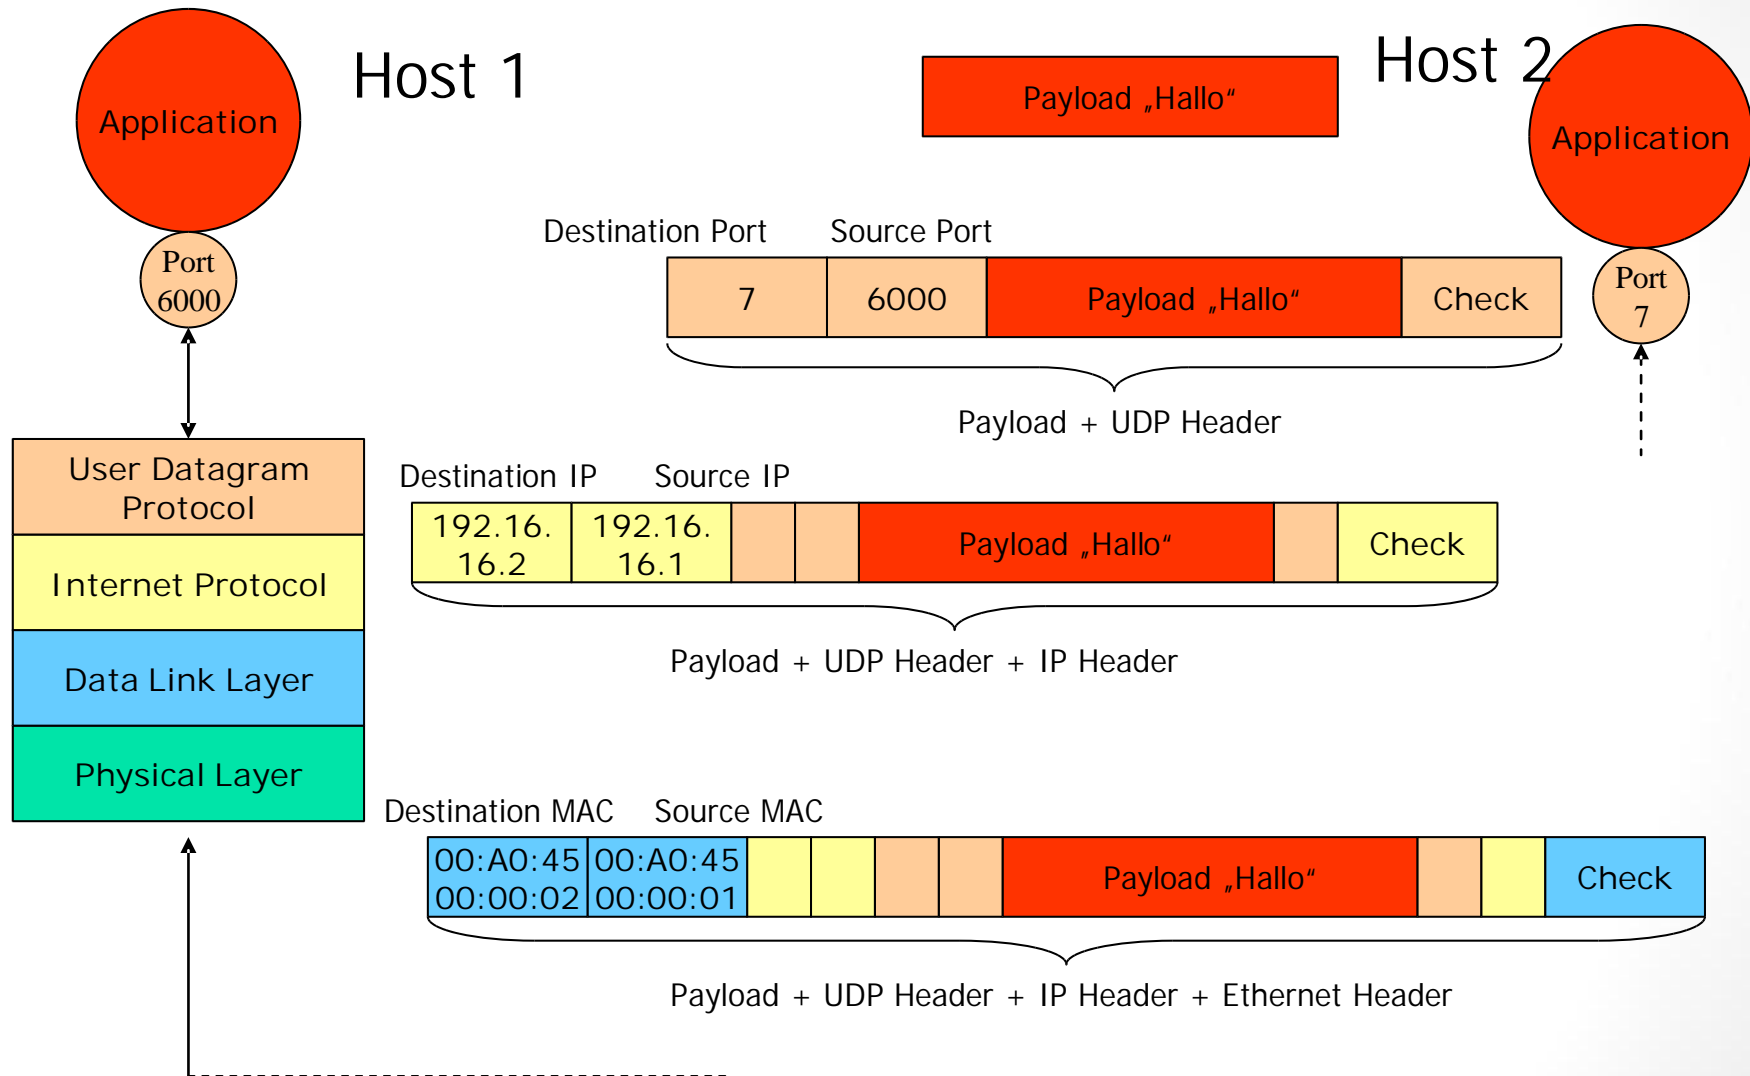 Host 1
Host 2
Application
Payload „Hallo“
Application
Port
6000
Destination Port Source Port
7 6000 Payload „Hallo“ Check
Port
7
Payload + UDP Header
User Datagram
Protocol
Internet Protocol
Data Link Layer
Physical Layer
Destination IP Source IP
192.16.
16.2
192.16.
16.1
Payload „Hallo“
Check
Payload + UDP Header + IP Header
Destination MAC Source MAC
00:A0:45
00:00:02
00:A0:45
00:00:01
Payload „Hallo“
Check
Payload + UDP Header + IP Header + Ethernet Header